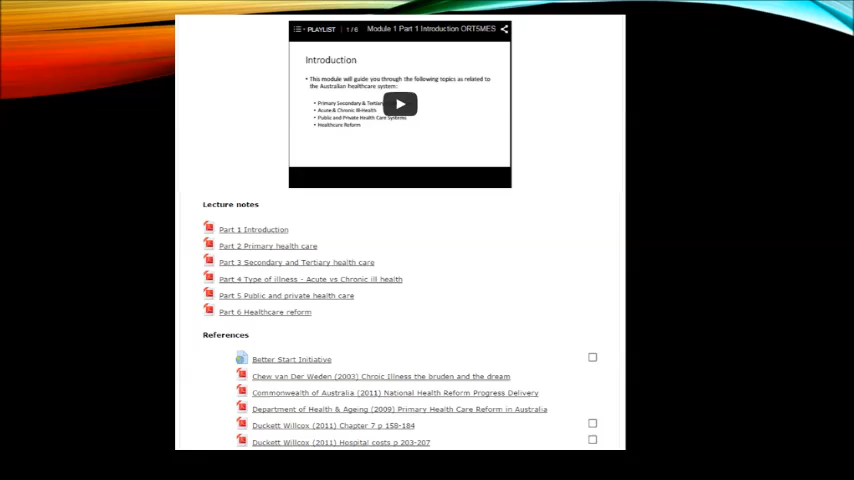 PLAYLIST 1/6 Module 1 Part 1 Introduction ORT5MES
Introduction
• This module will guide you through the following topics as related to
the Australian healthcare system:
• Primary Secondary & Tertiary
• Acute & Chronic Ill-Health
• Public and Private Health Care Systems
• Healthcare Reform
Lecture notes
Part 1 Introduction
Part 2 Primary health care
Part 3 Secondary and Tertiary health care
Part 4 Type of illness - Acute vs Chronic ill health
Part 5 Public and private health care
Part 6 Healthcare reform
References
Better Start Initiative
Chew van Der Weden (2003) Chroic Illness the bruden and the dream
Commonwealth of Australia (2011) National Health Reform Progress Delivery
Department of Health & Ageing (2009) Primary Health Care Reform in Australia
Duckett Willcox (2011) Chapter 7 p 158-184
Duckett Willcox (2011) Hospital costs p 203-207